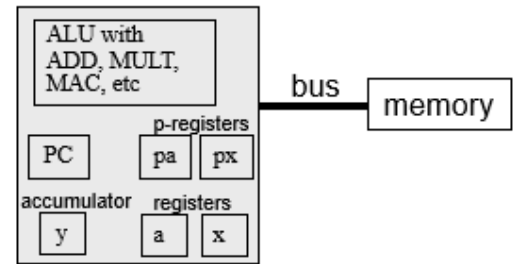 ALU with
ADD, MULT,
MAC, etc
bus
memory
p-registers
PC
pa
px
accumulator
registers
y
a
x